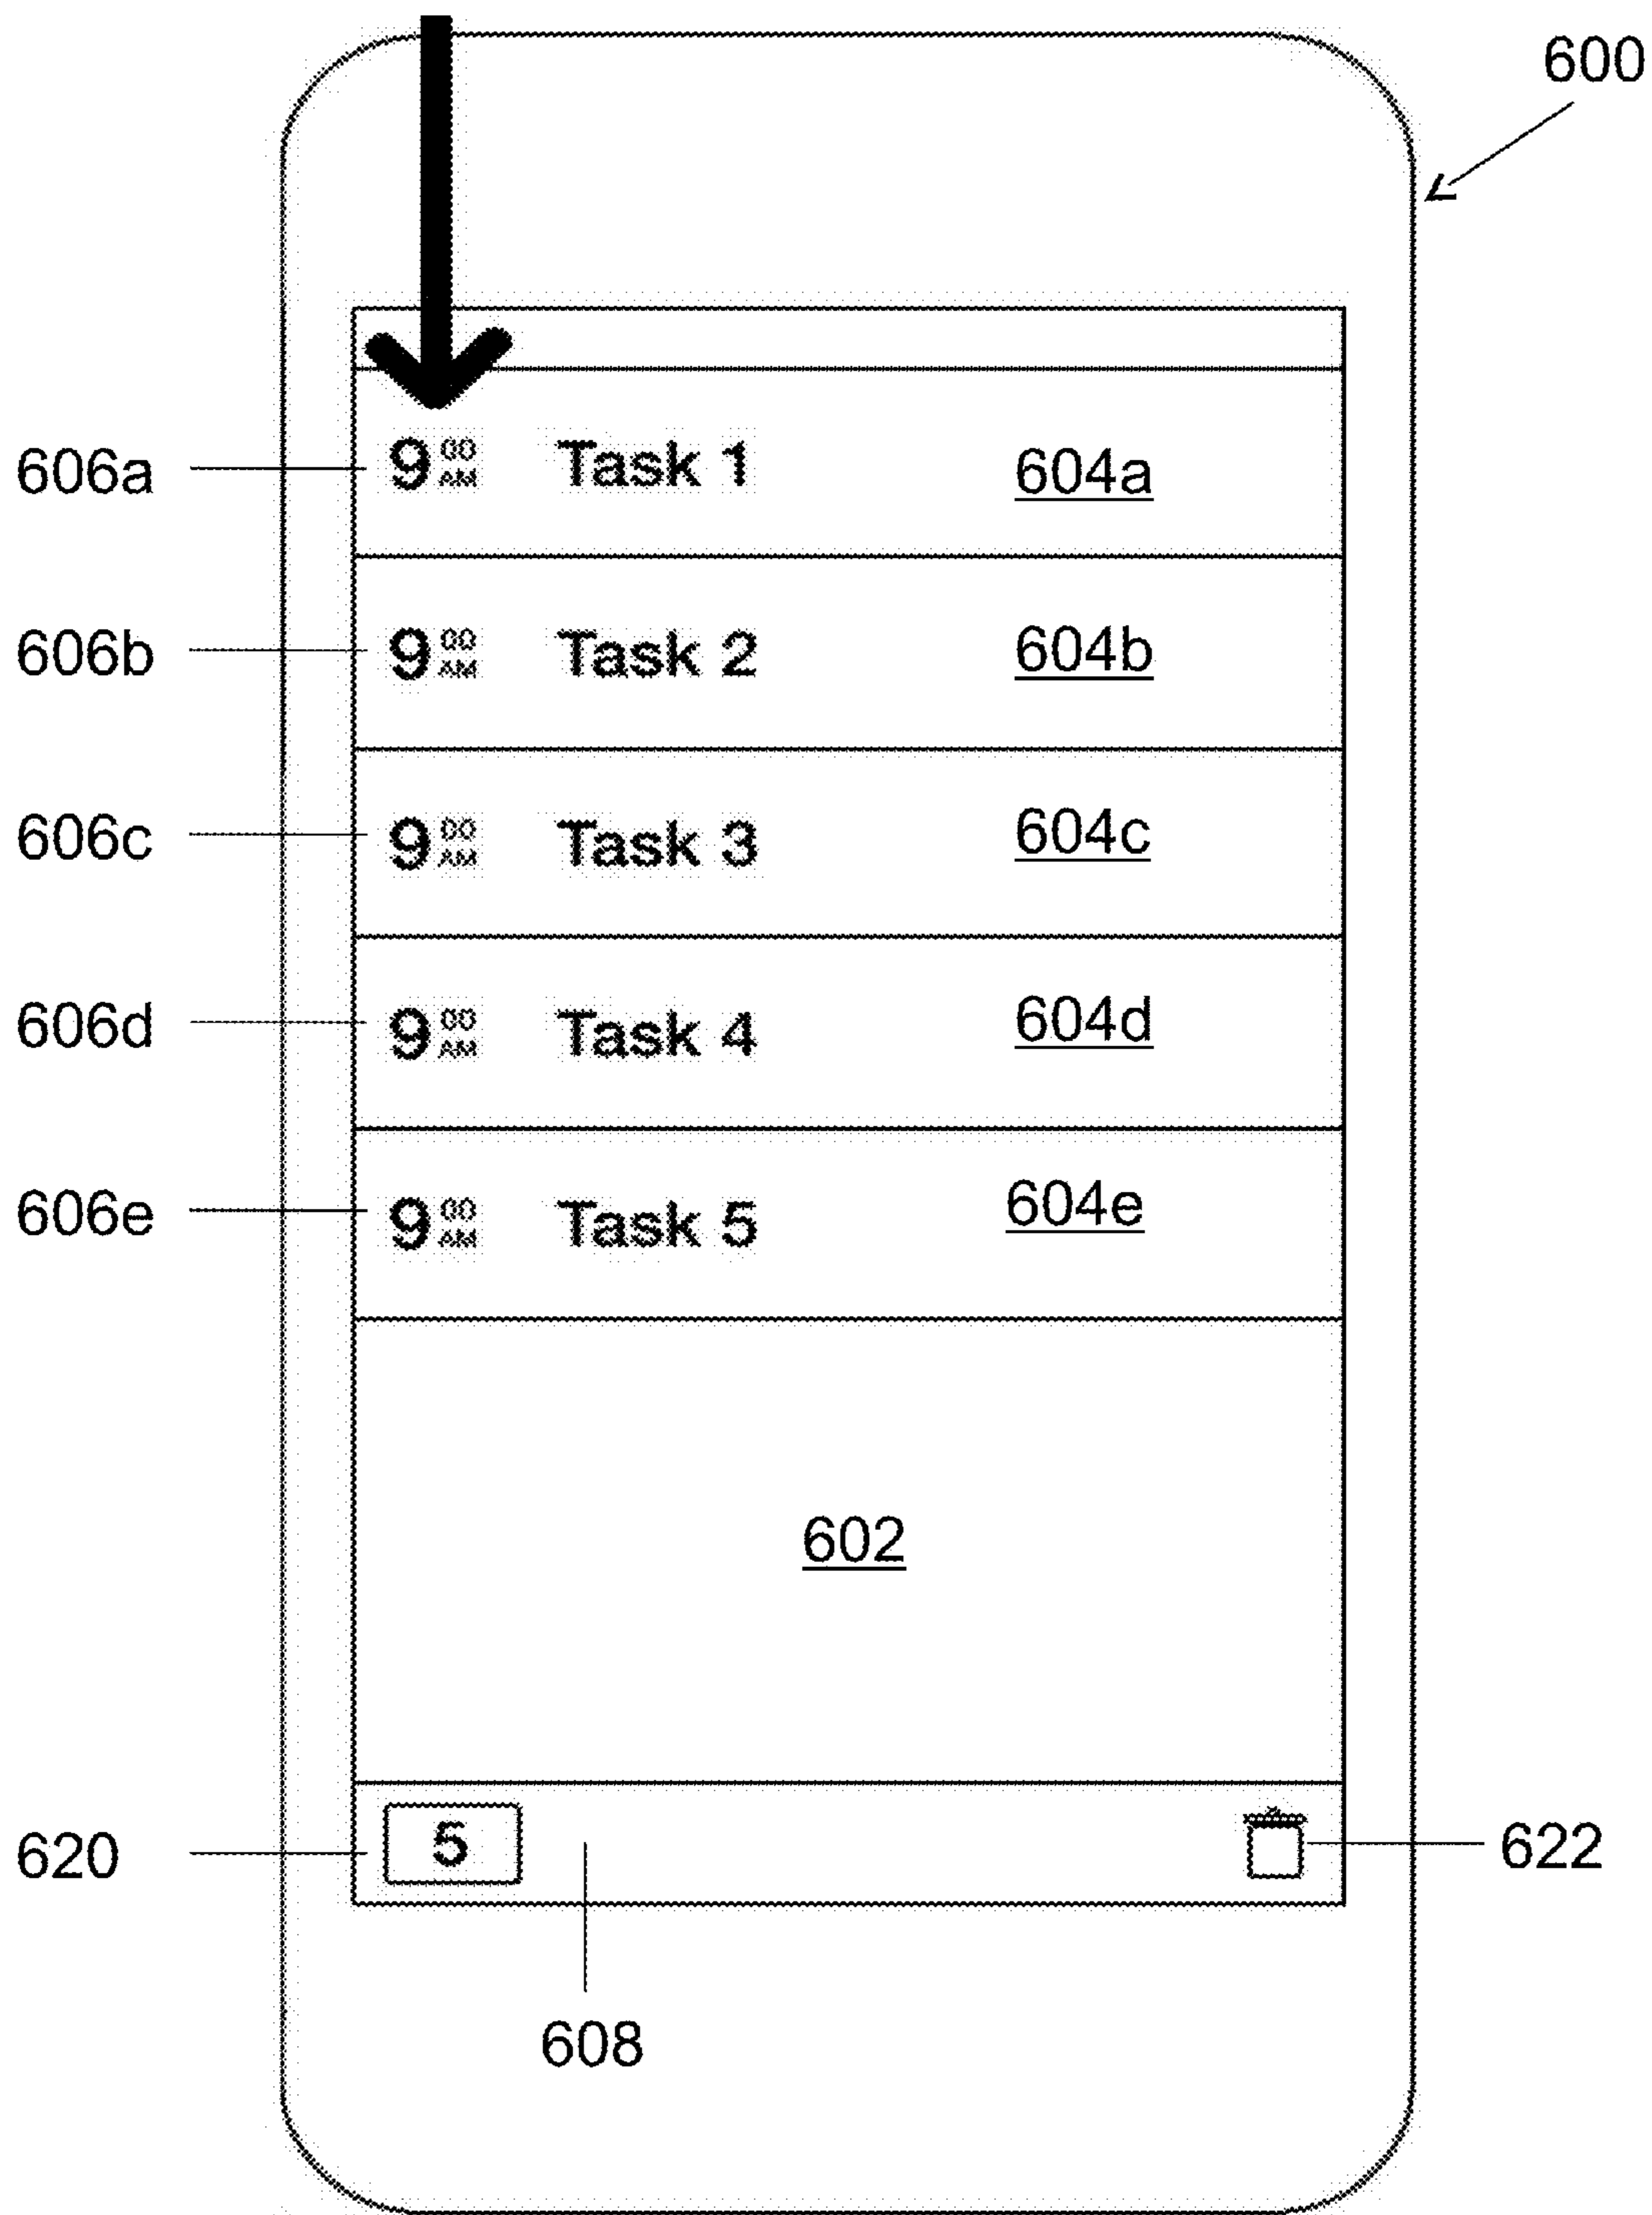 600
606a 9 00 AM Task 1 604a
606b 9 00 AM Task 2 604b
606c 9 00 AM Task 3 604c
606d 9 00 AM Task 4 604d
606e 9 00 AM Task 5 604e
602
620 5 622
608